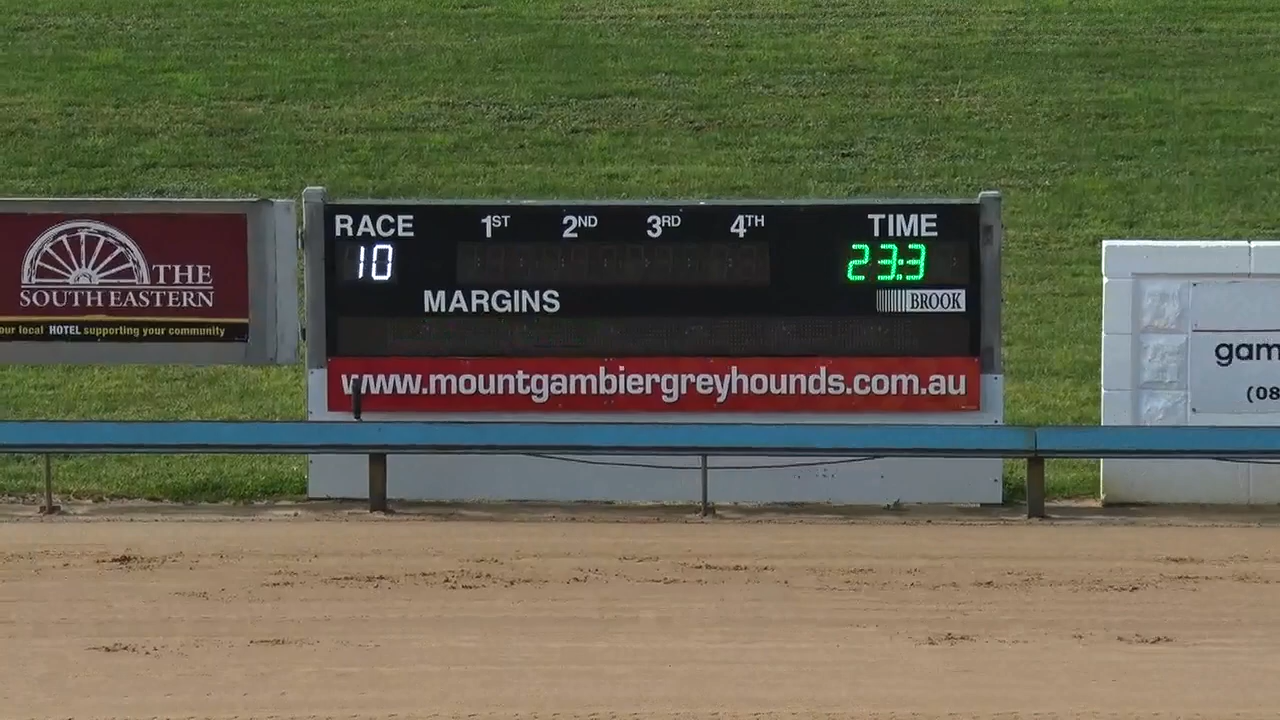 THE
SOUTH EASTERN
our local HOTEL supporting your community
RACE 1ST 2ND 3RD 4TH TIME
10 23:3
MARGINS BROOK
www.mountgambiergreyhounds.com.au
gam
(08